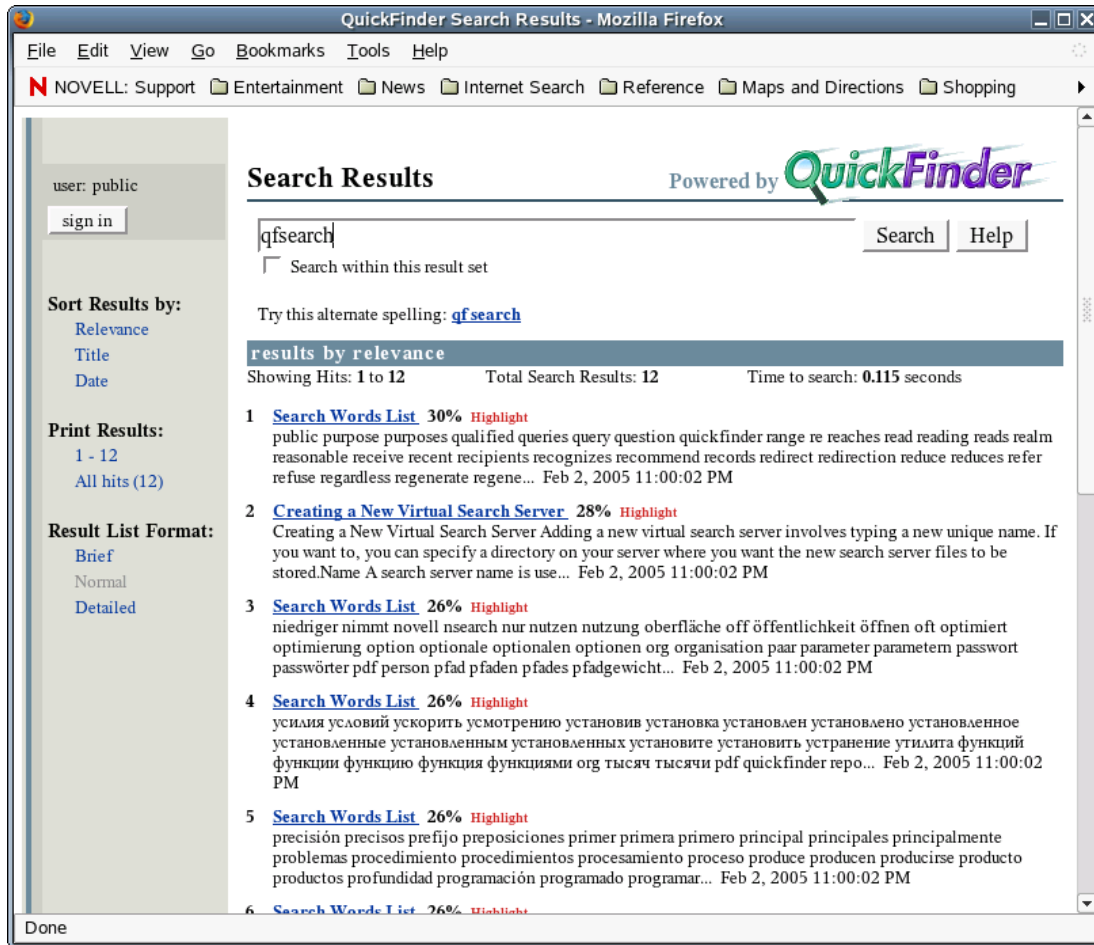 QuickFinder Search Results - Mozilla Firefox
File Edit View Go Bookmarks Tools Help
N NOVELL: Support Entertainment News Internet Search Reference Maps and Directions Shopping
user: public
sign in
Sort Results by:
Relevance
Title
Date
Print Results:
1 - 12
All hits (12)
Result List Format:
Brief
Normal
Detailed
Search Results
Powered by QuickFinder
qfsearch
Search Help
Search within this result set
Try this alternate spelling: qf search
results by relevance
Showing Hits: 1 to 12 Total Search Results: 12 Time to search: 0.115 seconds
1 Search Words List 30% Highlight
public purpose purposes qualified queries query question quickfinder range re reaches read reading reads realm
reasonable receive recent recipients recognizes recommend records redirect redirection reduce reduces refer
refuse regardless regenerate regene... Feb 2, 2005 11:00:02 PM
2 Creating a New Virtual Search Server 28% Highlight
Creating a New Virtual Search Server Adding a new virtual search server involves typing a new unique name. If
you want to, you can specify a directory on your server where you want the new search server files to be
stored.Name A search server name is use... Feb 2, 2005 11:00:02 PM
3 Search Words List 26% Highlight
niedriger nimmt novell nsearch nur nutzen nutzung oberfläche off öffentlichkeit öffnen oft optimiert
optimierung option optionale optionalen optionen org organisation paar parameter parametern passwort
passwörter pdf person pfad pfaden pfades pfadgewicht... Feb 2, 2005 11:00:02 PM
4 Search Words List 26% Highlight
усилия условий ускорить усмотрению установив установка установлен установлено установленное
установленные установленным установленных установите установить устранение утилита функций
функции функцию функция функциями org тысяч тысячи pdf quickfinder repo... Feb 2, 2005 11:00:02
PM
5 Search Words List 26% Highlight
precisión precisos prefijo preposiciones primer primera primero principal principales principalmente
problemas procedimiento procedimientos procesamiento proceso produce producen producirse producto
productos profundidad programación programado programar... Feb 2, 2005 11:00:02 PM
6 Search Words List 26% Highlight
Done